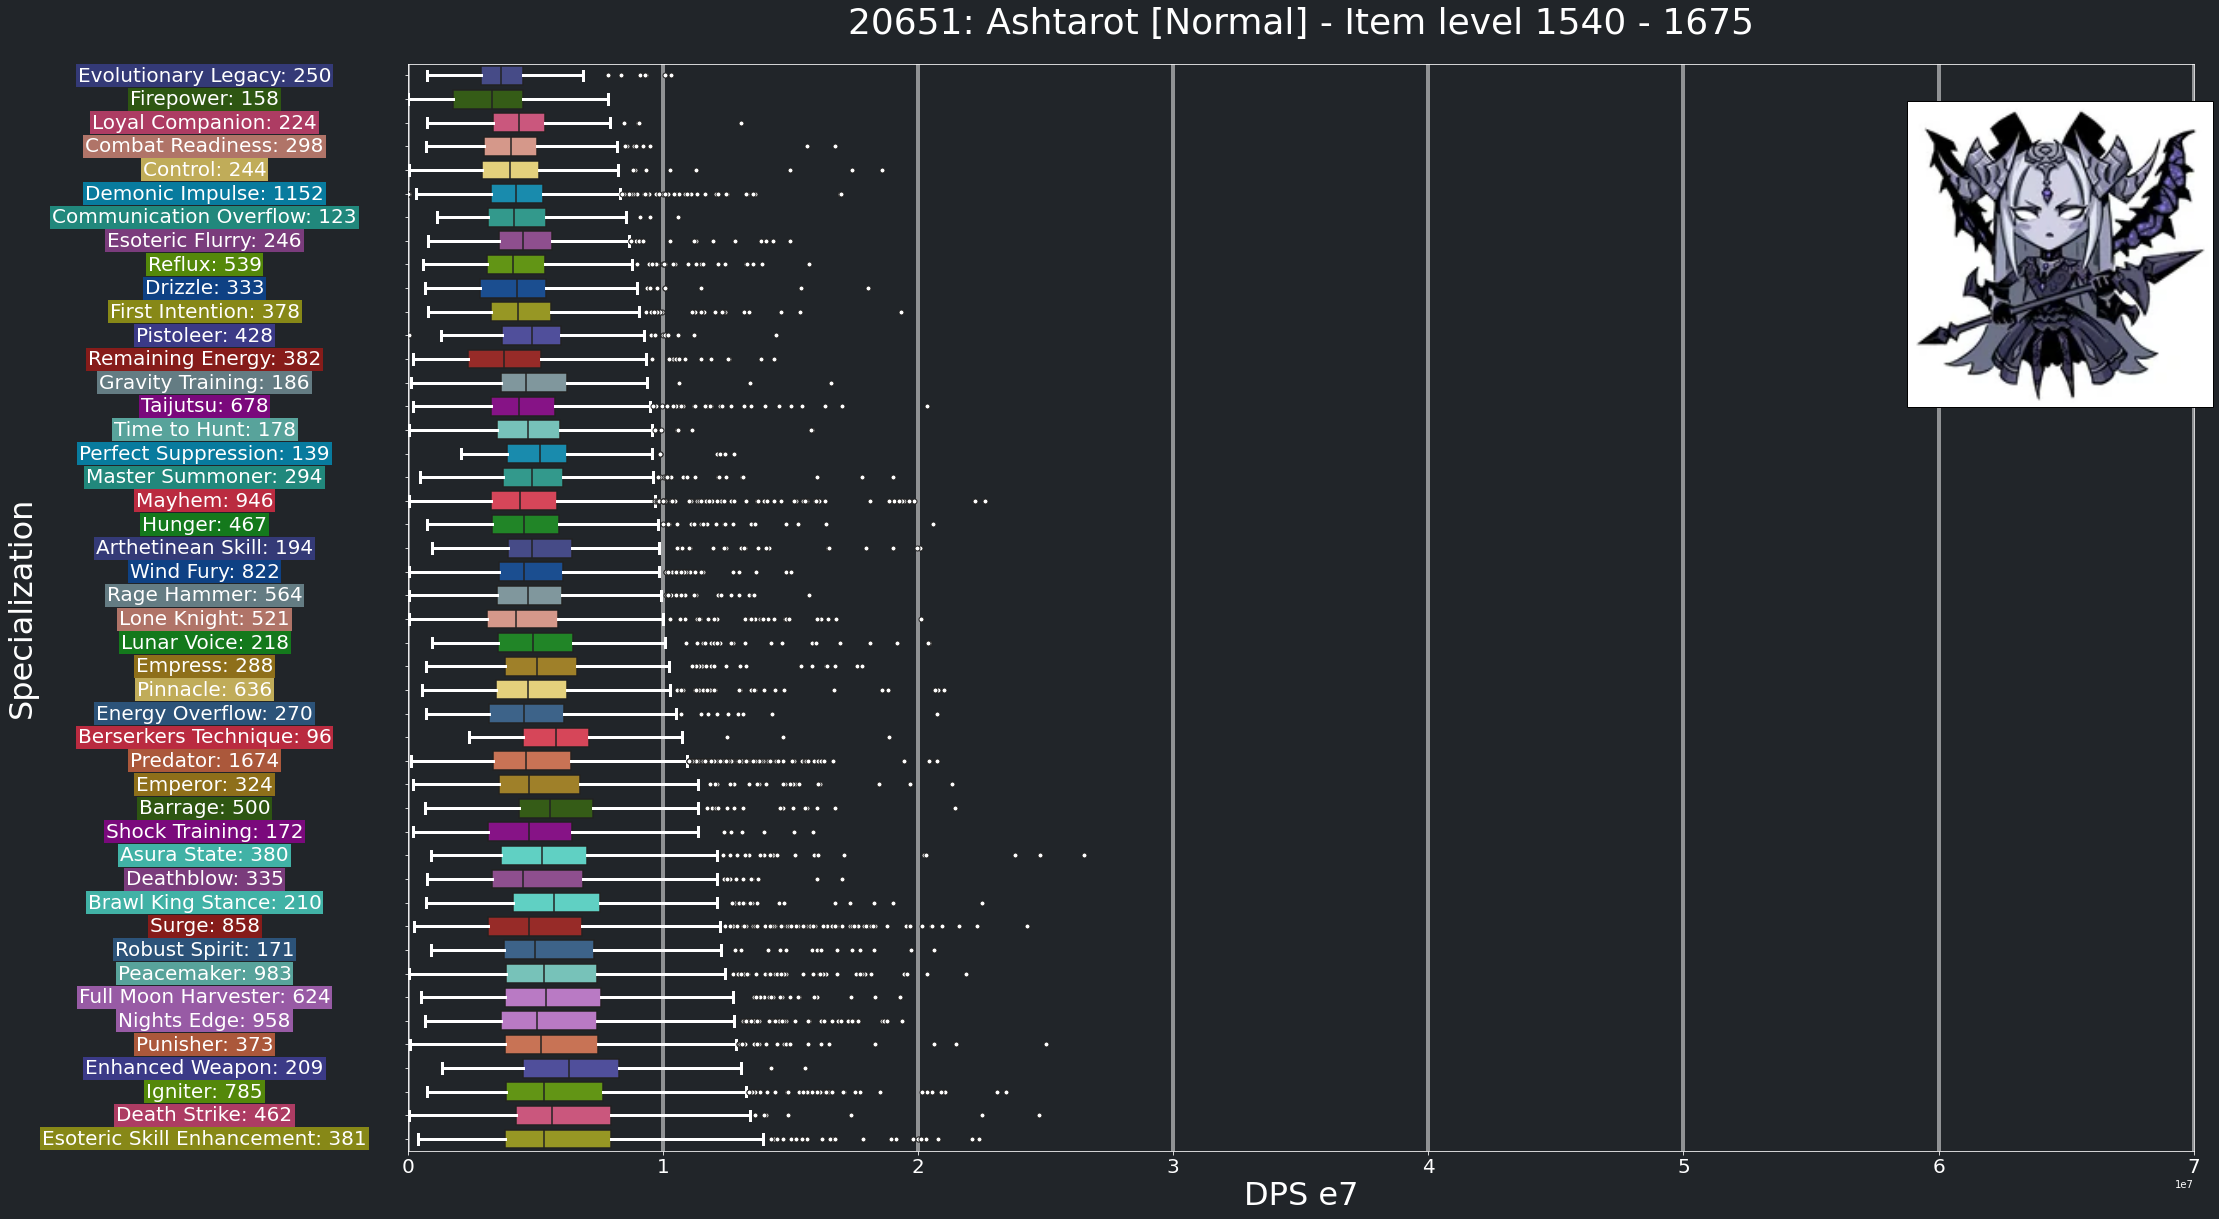 20651: Ashtarot [Normal] - Item level 1540 - 1675
Specialization
Evolutionary Legacy: 250
Firepower: 158
Loyal Companion: 224
Combat Readiness: 298
Control: 244
Demonic Impulse: 1152
Communication Overflow: 123
Esoteric Flurry: 246
Reflux: 539
Drizzle: 333
First Intention: 378
Pistoleer: 428
Remaining Energy: 382
Gravity Training: 186
Taijutsu: 678
Time to Hunt: 178
Perfect Suppression: 139
Master Summoner: 294
Mayhem: 946
Hunger: 467
Arthetinean Skill: 194
Wind Fury: 822
Rage Hammer: 564
Lone Knight: 521
Lunar Voice: 218
Empress: 288
Pinnacle: 636
Energy Overflow: 270
Berserkers Technique: 96
Predator: 1674
Emperor: 324
Barrage: 500
Shock Training: 172
Asura State: 380
Deathblow: 335
Brawl King Stance: 210
Surge: 858
Robust Spirit: 171
Peacemaker: 983
Full Moon Harvester: 624
Nights Edge: 958
Punisher: 373
Enhanced Weapon: 209
Igniter: 785
Death Strike: 462
Esoteric Skill Enhancement: 381
0 1 2 3 4 5 6 7
1e7
DPS e7